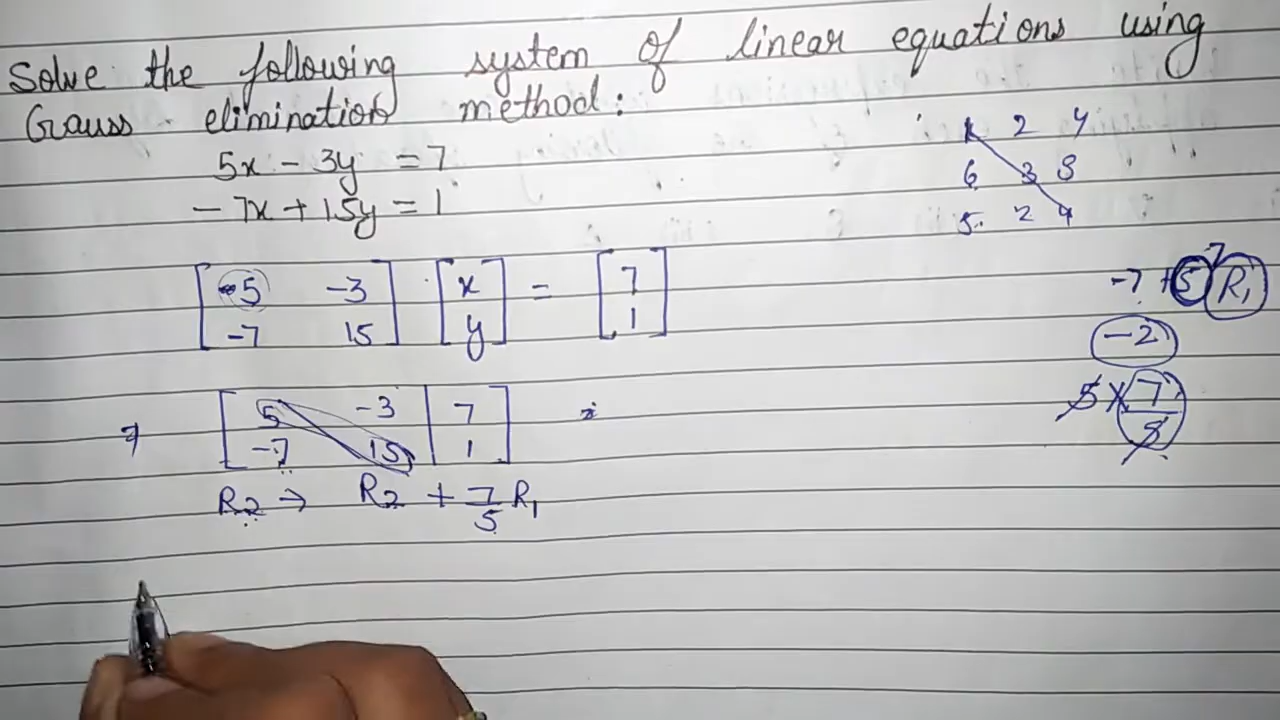 Solve the following system of linear equations using
Gauss elimination method:
5x - 3y = 7
- 7x + 15y = 1
[5 -3] [x] = [7]
[-7 15] [y] [1]
⇒ [5 -3 | 7]
[-7 15 | 1]
R2 → R2 + 7/5 R1
1 2 4
6 3 8
5 2 4
-7 + 5 7 R1
-2
5 × 7/5